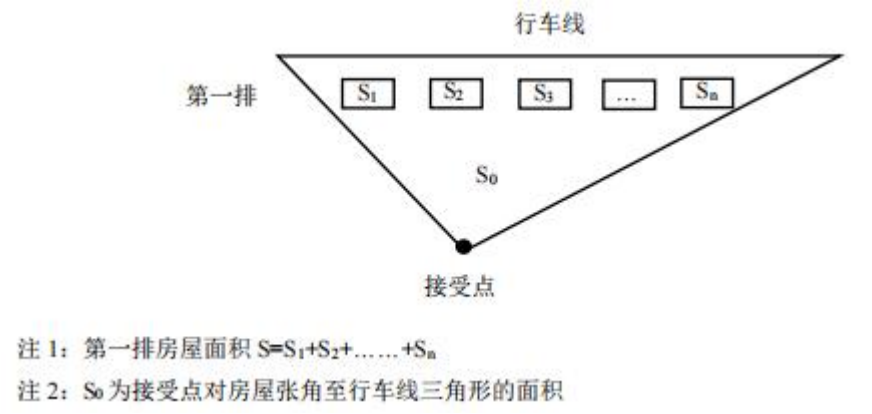 行车线
第一排 S₁ S₂ S₃ … Sₙ
S₀
接受点
注 1：第一排房屋面积 S=S₁+S₂+……+Sₙ
注 2：S₀ 为接受点对房屋张角至行车线三角形的面积